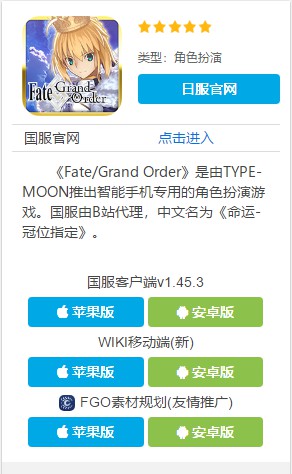 Fate
Grand
Order
类型：角色扮演
日服官网
国服官网 点击进入
《Fate/Grand Order》是由TYPE-
MOON推出智能手机专用的角色扮演游
戏。国服由B站代理，中文名为《命运-
冠位指定》。
国服客户端v1.45.3
苹果版 安卓版
WIKI移动端(新)
苹果版 安卓版
FGO素材规划(友情推广)
苹果版 安卓版